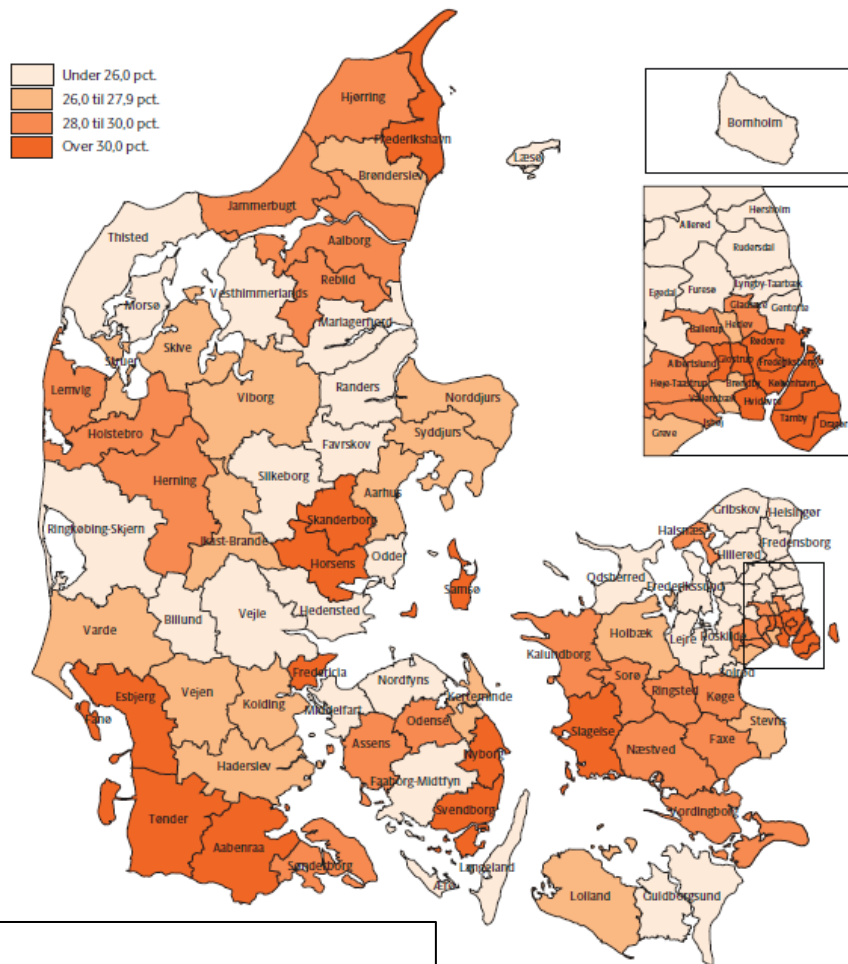 Under 26,0 pct.
26,0 til 27,9 pct.
28,0 til 30,0 pct.
Over 30,0 pct.
Hjørring
Frederikshavn
Læsø
Brønderslev
Jammerbugt
Thisted
Aalborg
Vesthimmerlands
Rebild
Morsø
Mariagerfjord
Skive
Struer
Lemvig
Viborg
Randers
Norddjurs
Holstebro
Favrskov
Syddjurs
Herning
Silkeborg
Aarhus
Skanderborg
Ringkøbing-Skjern
Ikast-Brande
Horsens
Odder
Samsø
Hedensted
Billund
Vejle
Varde
Fredericia
Esbjerg
Vejen
Kolding
Fanø
Middelfart
Nordfyns
Kerteminde
Odense
Assens
Nyborg
Haderslev
Faaborg-Midtfyn
Svendborg
Tønder
Aabenraa
Sønderborg
Ærø
Langeland
Bornholm
Hørsholm
Allerød
Rudersdal
Egedal
Furesø
Lyngby-Taarbæk
Gladsaxe
Gentofte
Ballerup
Herlev
Rødovre
Albertslund
Glostrup
Frederiksberg
Høje-Taastrup
Brøndby
København
Vallensbæk
Hvidovre
Ishøj
Tårnby
Dragør
Greve
Gribskov
Helsingør
Halsnæs
Fredensborg
Hillerød
Odsherred
Frederikssund
Holbæk
Lejre
Roskilde
Kalundborg
Solrød
Sorø
Ringsted
Køge
Stevns
Slagelse
Næstved
Faxe
Vordingborg
Lolland
Guldborgsund